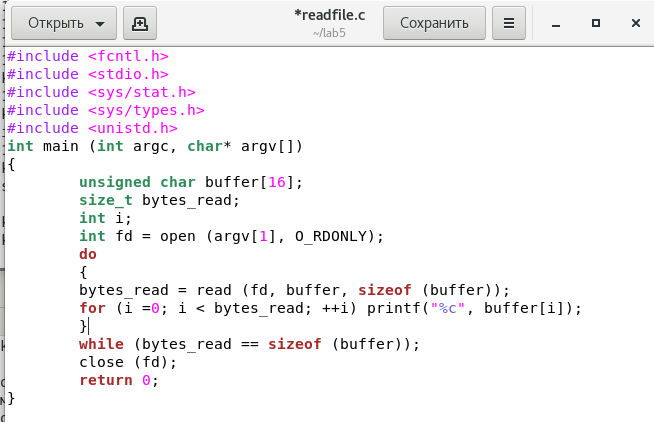 Открыть
*readfile.c
~/lab5
Сохранить
#include <fcntl.h>
#include <stdio.h>
#include <sys/stat.h>
#include <sys/types.h>
#include <unistd.h>
int main (int argc, char* argv[])
{
        unsigned char buffer[16];
        size_t bytes_read;
        int i;
        int fd = open (argv[1], O_RDONLY);
        do
        {
        bytes_read = read (fd, buffer, sizeof (buffer));
        for (i =0; i < bytes_read; ++i) printf("%c", buffer[i]);
        }
        while (bytes_read == sizeof (buffer));
        close (fd);
        return 0;
}